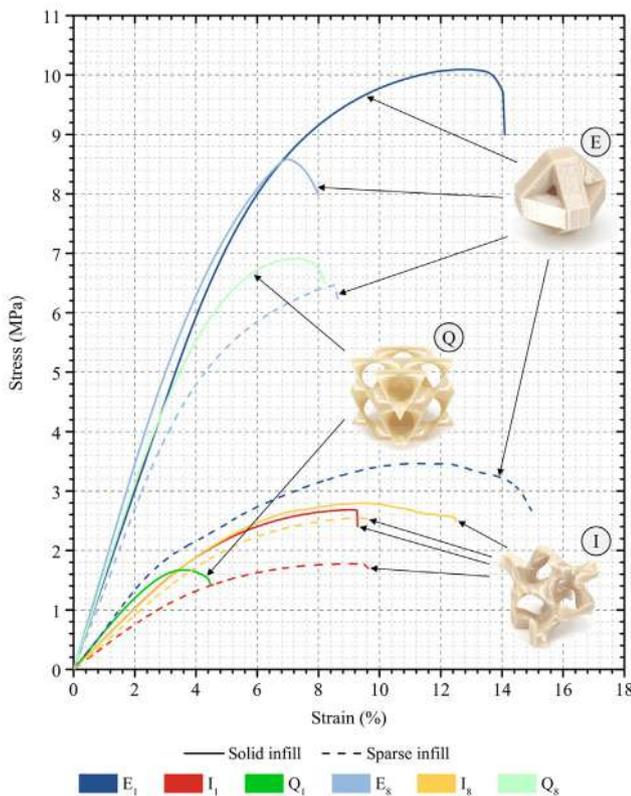 11
10
9
8
7
6
5
4
3
2
1
0
Stress (MPa)
E
Q
I
0 2 4 6 8 10 12 14 16 18
Strain (%)
Solid infill Sparse infill
E₁ I₁ Q₁ E₈ I₈ Q₈